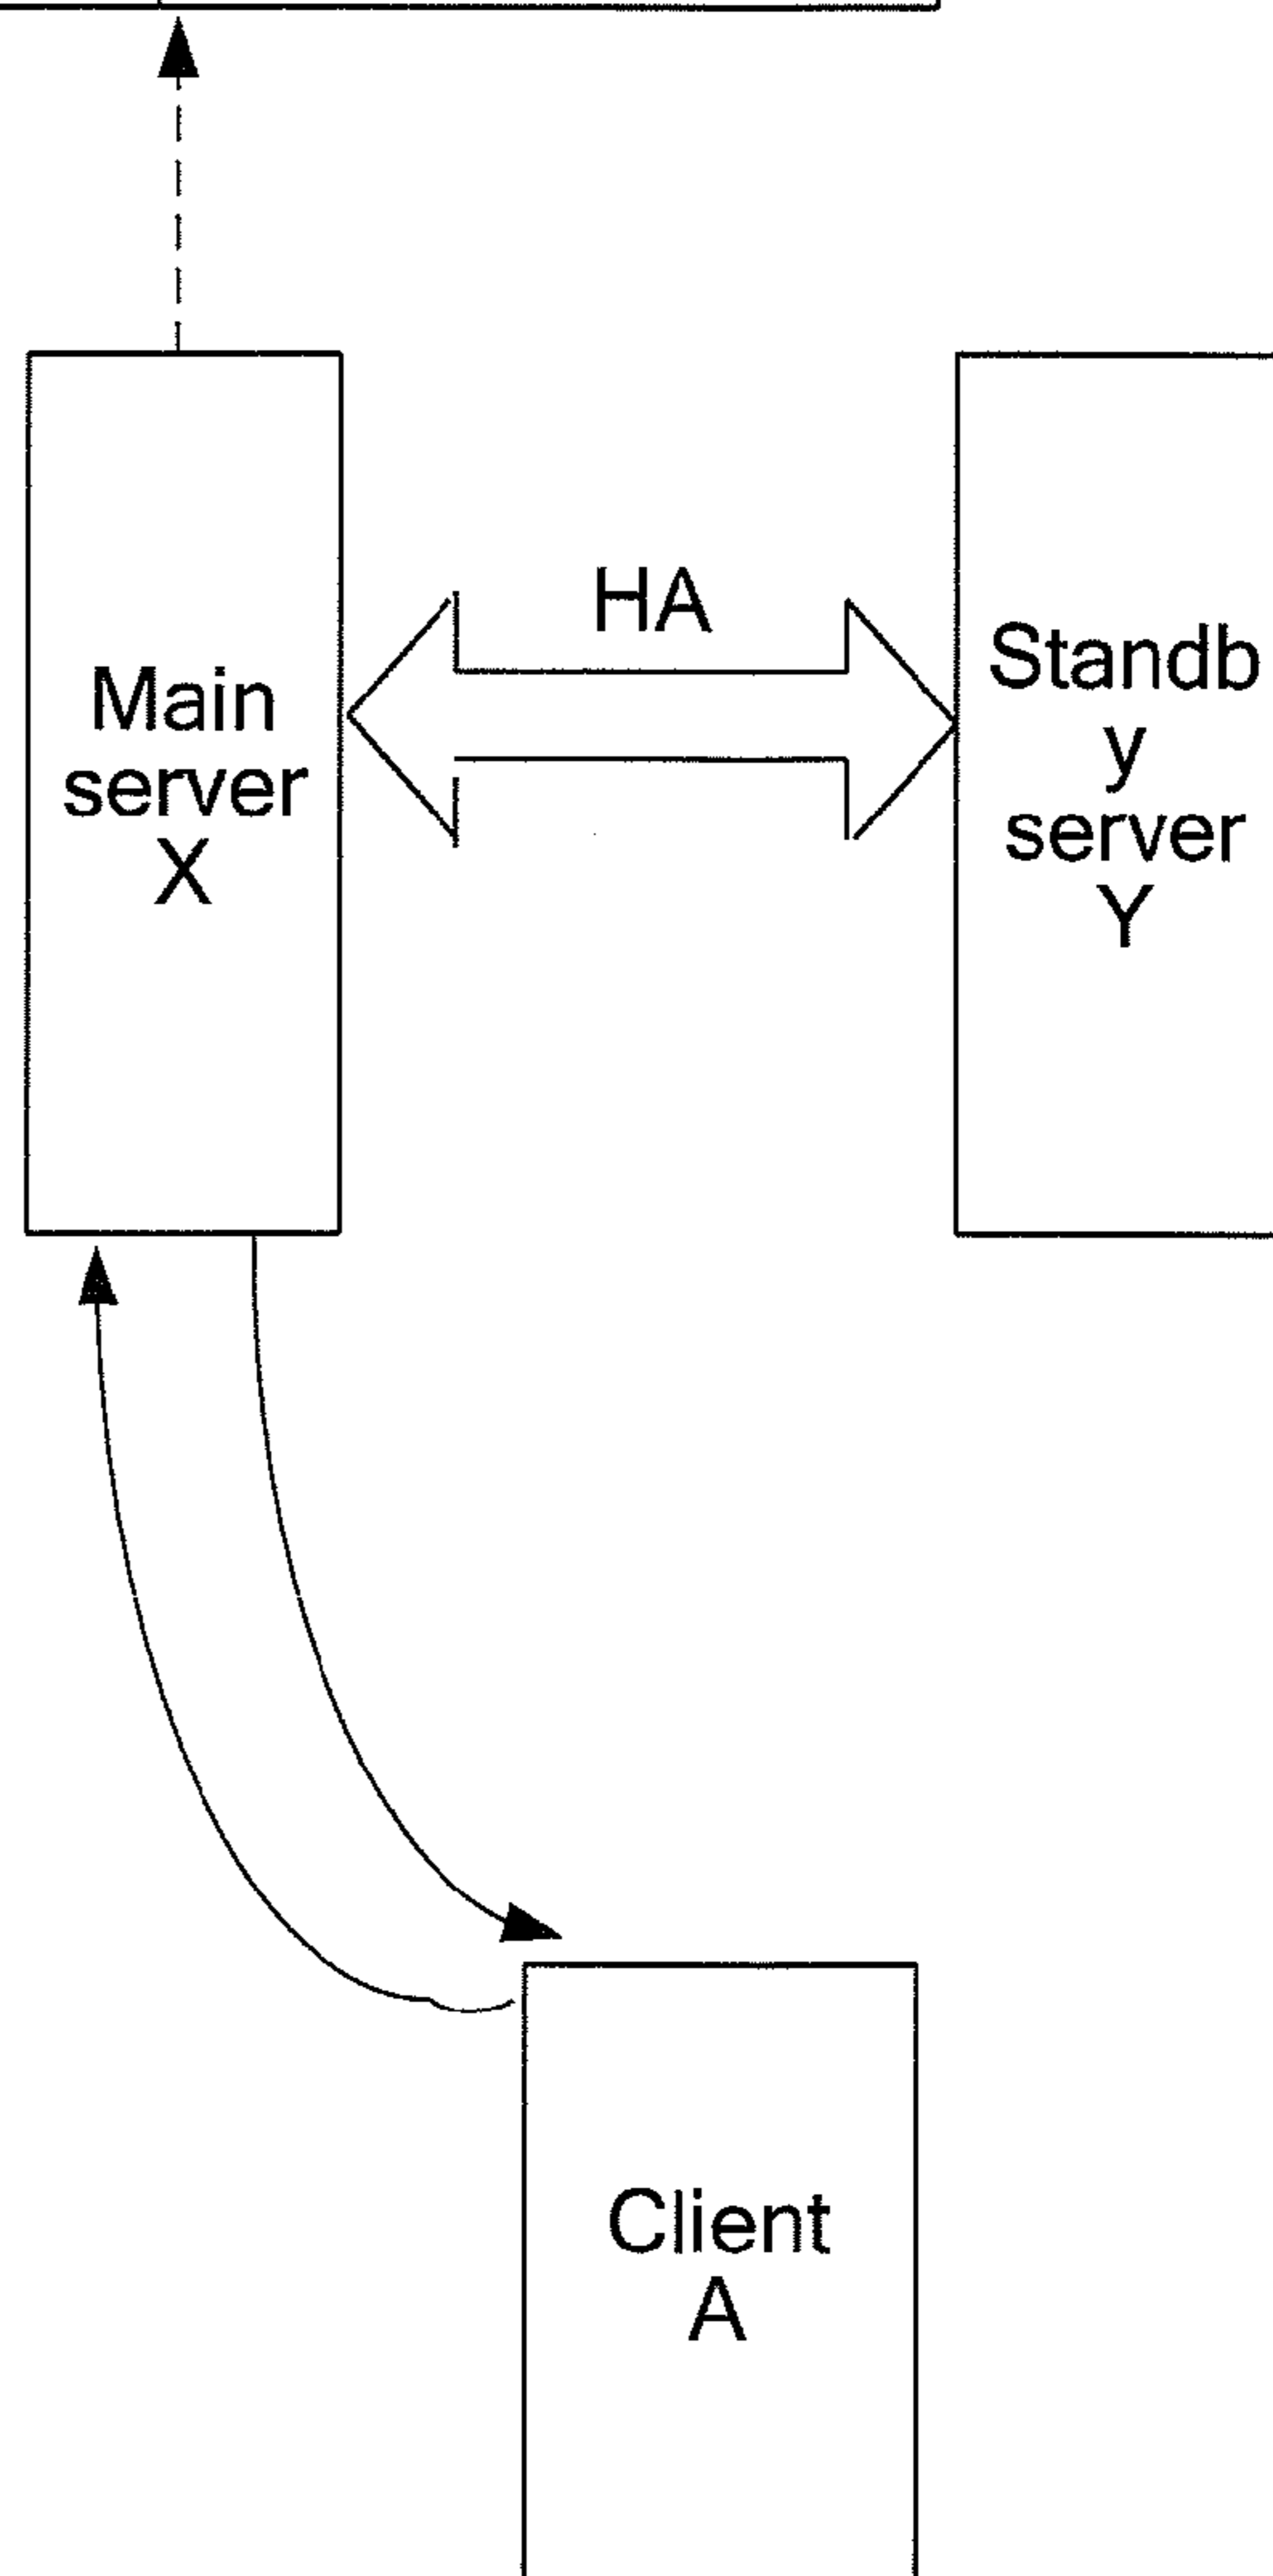 HA
Main
server
X
Standb
y
server
Y
Client
A